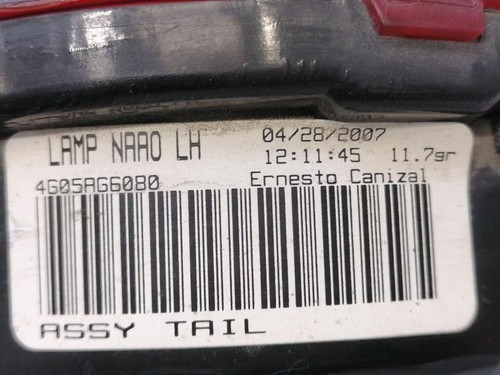 LAMP NAAO LH
04/28/2007
12:11:45 11.7gr
4G05AG6080
Ernesto Canizal
ASSY TAIL